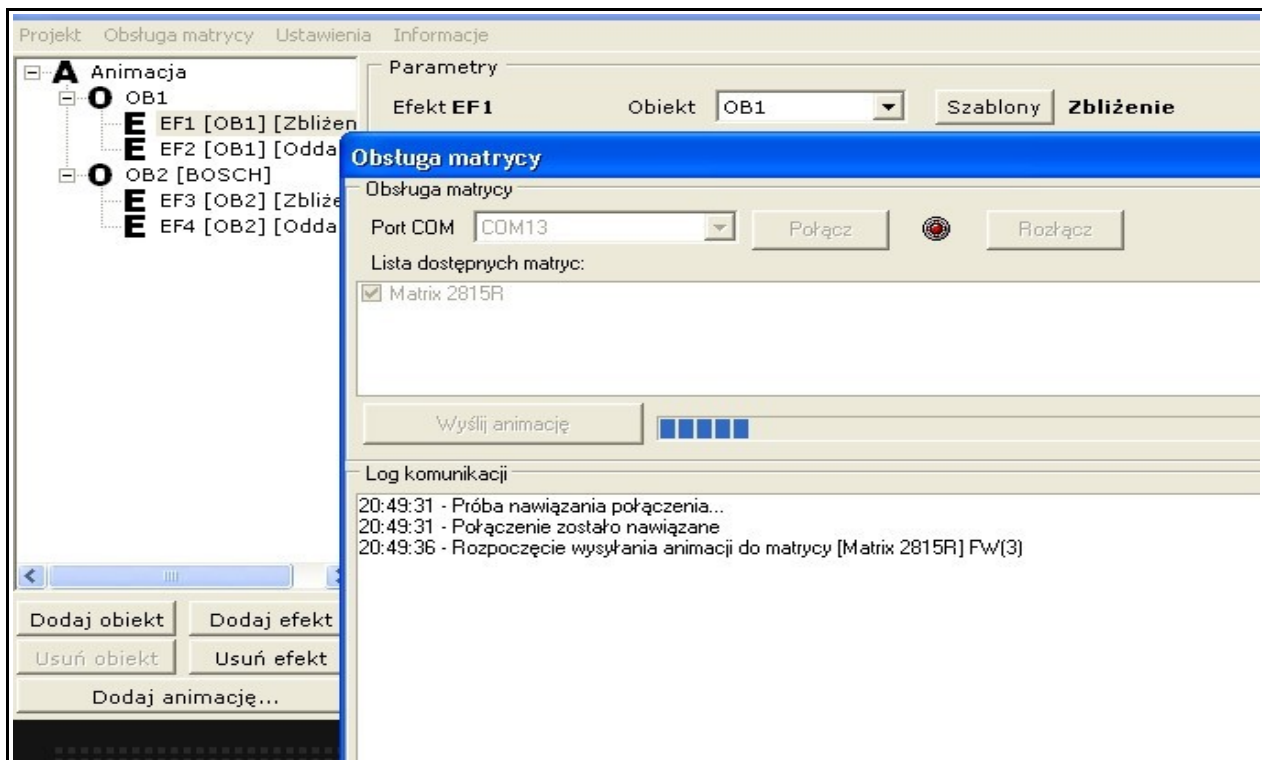 Projekt Obsługa matrycy Ustawienia Informacje
A Animacja
O OB1
E EF1 [OB1] [Zbliżen
E EF2 [OB1] [Odda
O OB2 [BOSCH]
E EF3 [OB2] [Zbliże
E EF4 [OB2] [Odda
Parametry
Efekt EF1 Obiekt OB1 Szablony Zbliżenie
Obsługa matrycy
Obsługa matrycy
Port COM COM13 Połącz Rozłącz
Lista dostępnych matryc:
Matrix 2815R
Wyślij animację
Log komunikacji
20:49:31 - Próba nawiązania połączenia...
20:49:31 - Połączenie zostało nawiązane
20:49:36 - Rozpoczęcie wysyłania animacji do matrycy [Matrix 2815R] FW(3)
Dodaj obiekt Dodaj efekt
Usuń obiekt Usuń efekt
Dodaj animację...